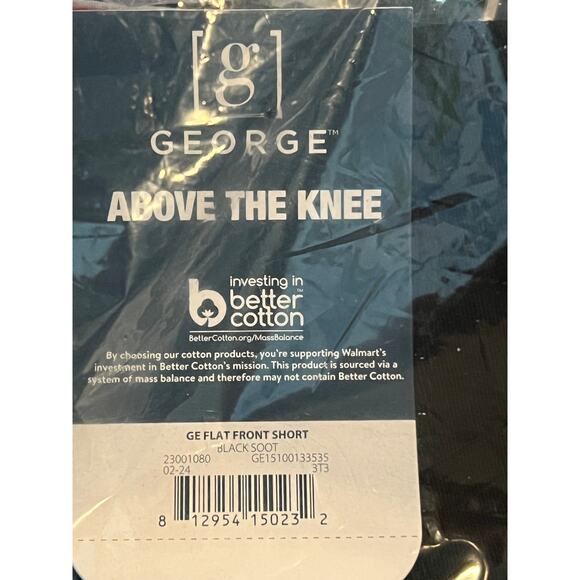 [g]
GEORGE™
ABOVE THE KNEE
investing in
better™
cotton
BetterCotton.org/MassBalance
By choosing our cotton products, you're supporting Walmart's
investment in Better Cotton's mission. This product is sourced via a
system of mass balance and therefore may not contain Better Cotton.
GE FLAT FRONT SHORT
BLACK SOOT
23001080 GE15100133535
02-24 3T3
8 12954 15023 2